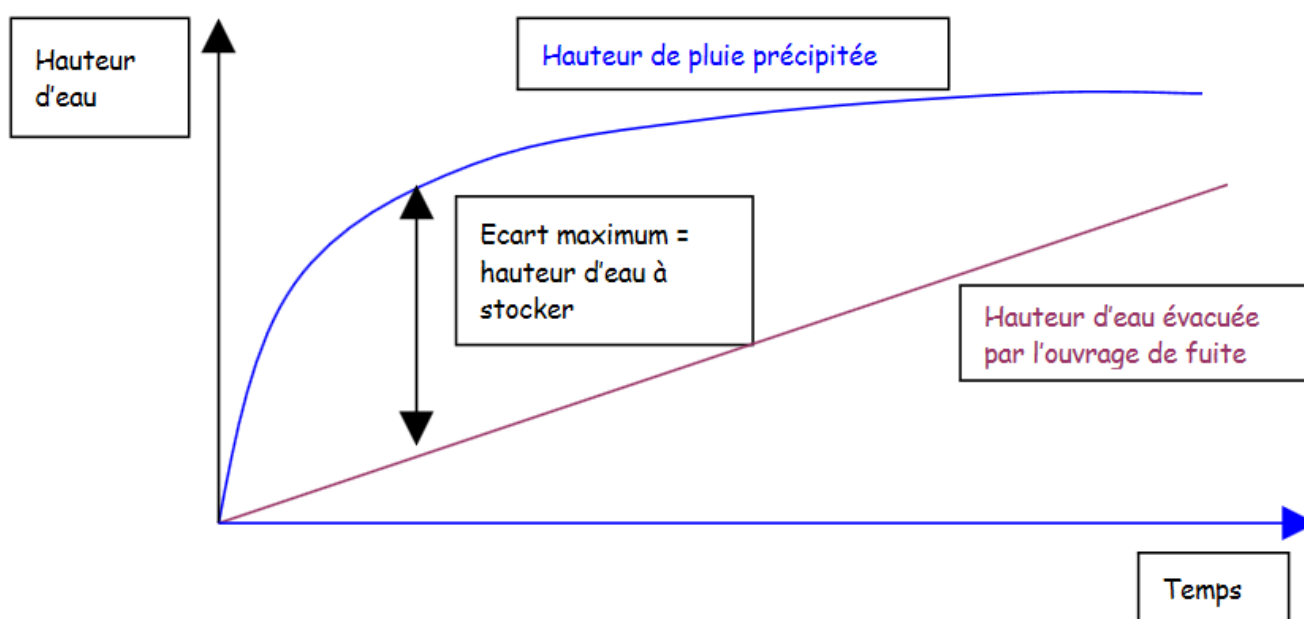 Hauteur
d'eau
Hauteur de pluie précipitée
Ecart maximum =
hauteur d'eau à
stocker
Hauteur d'eau évacuée
par l'ouvrage de fuite
Temps